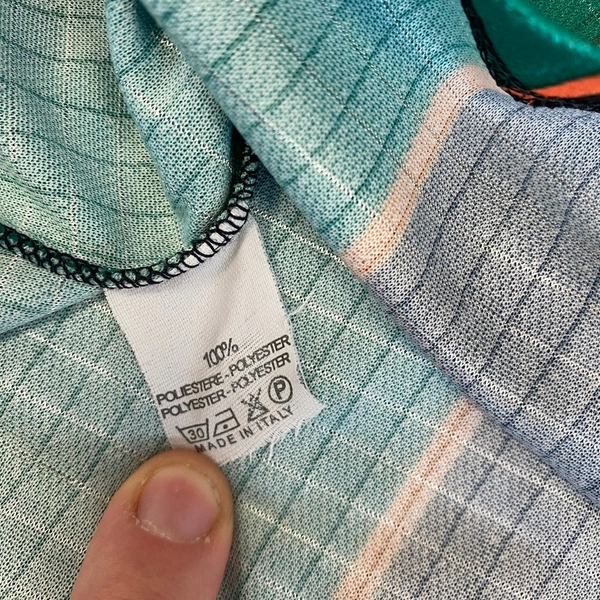 100%
POLIESTERE - POLYESTER
POLYESTER - POLYESTER
30 P
MADE IN ITALY